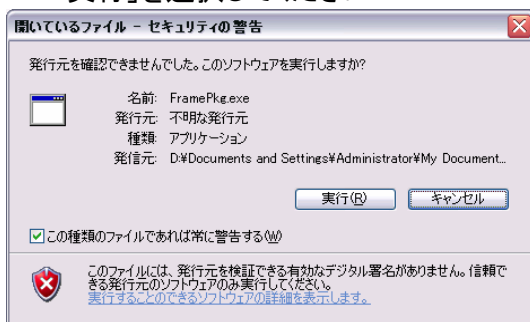 開いているファイル - セキュリティの警告
発行元を確認できませんでした。このソフトウェアを実行しますか?
名前: FramePkg.exe
発行元: 不明な発行元
種類: アプリケーション
発信元: D:¥Documents and Settings¥Administrator¥My Document...
実行(R) キャンセル
この種類のファイルであれば常に警告する(W)
このファイルには、発行元を検証できる有効なデジタル署名がありません。信頼で
きる発行元のソフトウェアのみ実行してください。
実行することのできるソフトウェアの詳細を表示します。